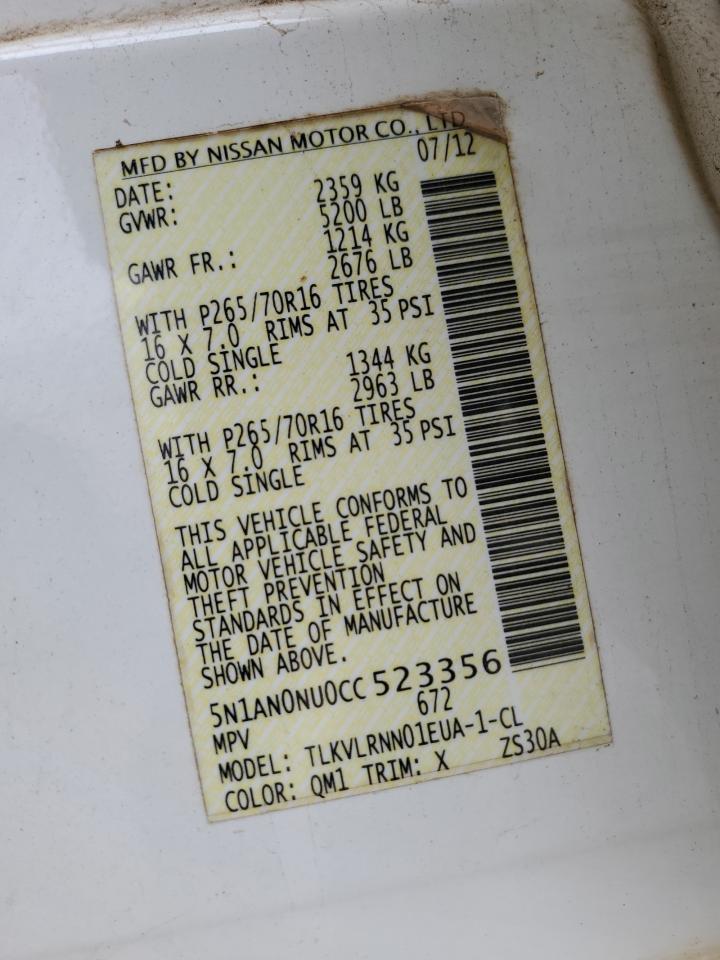 MFD BY NISSAN MOTOR CO., LTD
DATE: 07/12
GVWR: 2359 KG
5200 LB
GAWR FR.: 1214 KG
2676 LB
WITH P265/70R16 TIRES
16 X 7.0 RIMS AT 35 PSI
COLD SINGLE
GAWR RR.: 1344 KG
2963 LB
WITH P265/70R16 TIRES
16 X 7.0 RIMS AT 35 PSI
COLD SINGLE
THIS VEHICLE CONFORMS TO
ALL APPLICABLE FEDERAL
MOTOR VEHICLE SAFETY AND
THEFT PREVENTION
STANDARDS IN EFFECT ON
THE DATE OF MANUFACTURE
SHOWN ABOVE.
5N1AN0NU0CC523356
MPV 672
MODEL: TLKVLRNN01EUA-1-CL
COLOR: QM1 TRIM: X ZS30A